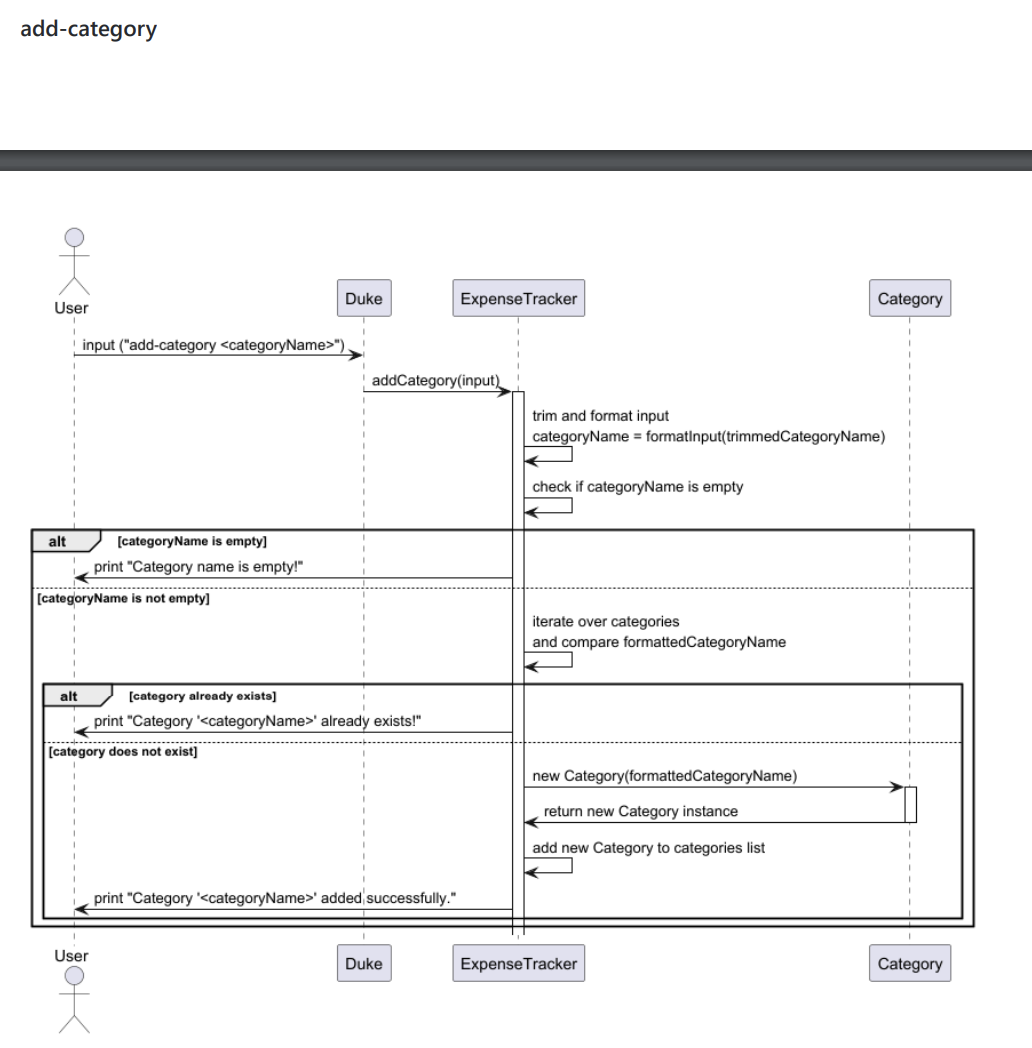 add-category
User
Duke
ExpenseTracker
Category
input ("add-category <categoryName>")
addCategory(input)
trim and format input
categoryName = formatInput(trimmedCategoryName)
check if categoryName is empty
alt
[categoryName is empty]
print "Category name is empty!"
[categoryName is not empty]
iterate over categories
and compare formattedCategoryName
alt
[category already exists]
print "Category '<categoryName>' already exists!"
[category does not exist]
new Category(formattedCategoryName)
return new Category instance
add new Category to categories list
print "Category '<categoryName>' added successfully."
User
Duke
ExpenseTracker
Category